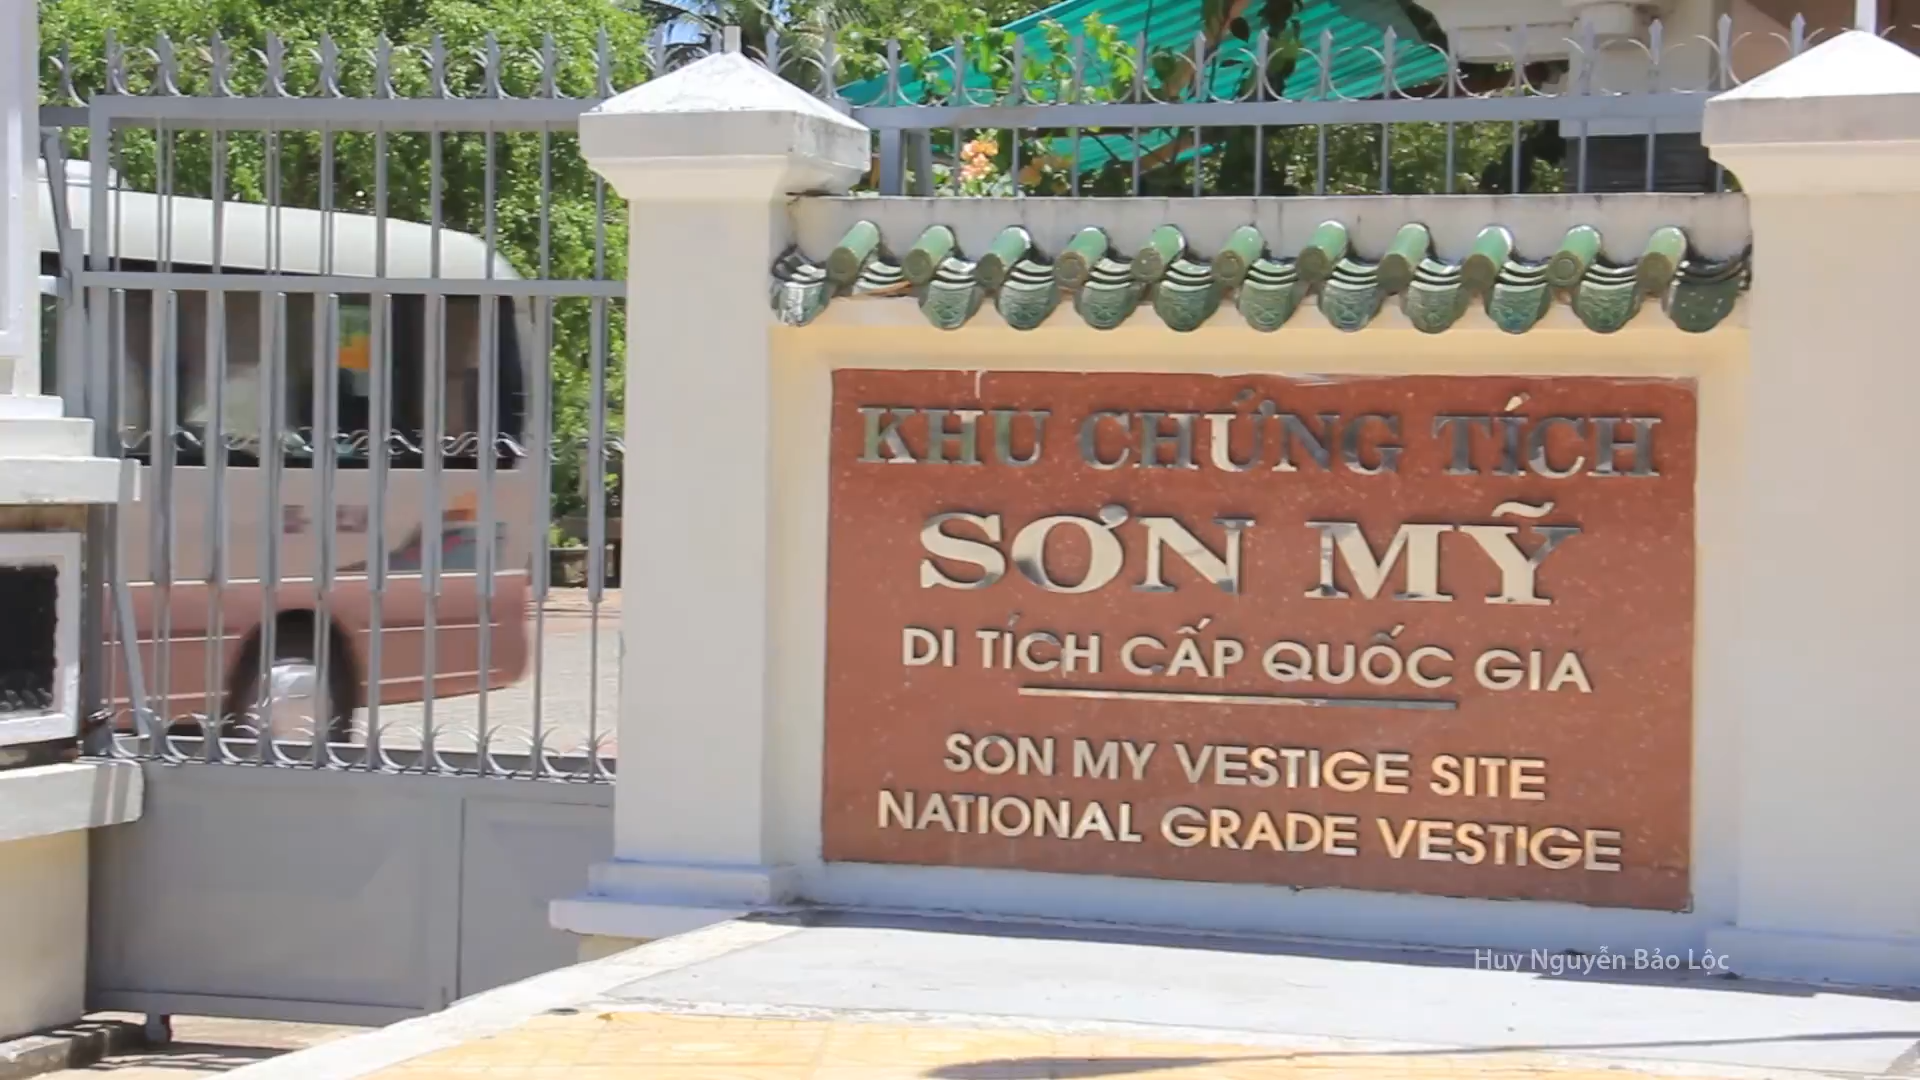 KHU CHỨNG TÍCH
SƠN MỸ
DI TÍCH CẤP QUỐC GIA
SON MY VESTIGE SITE
NATIONAL GRADE VESTIGE
Huy Nguyễn Bảo Lộc